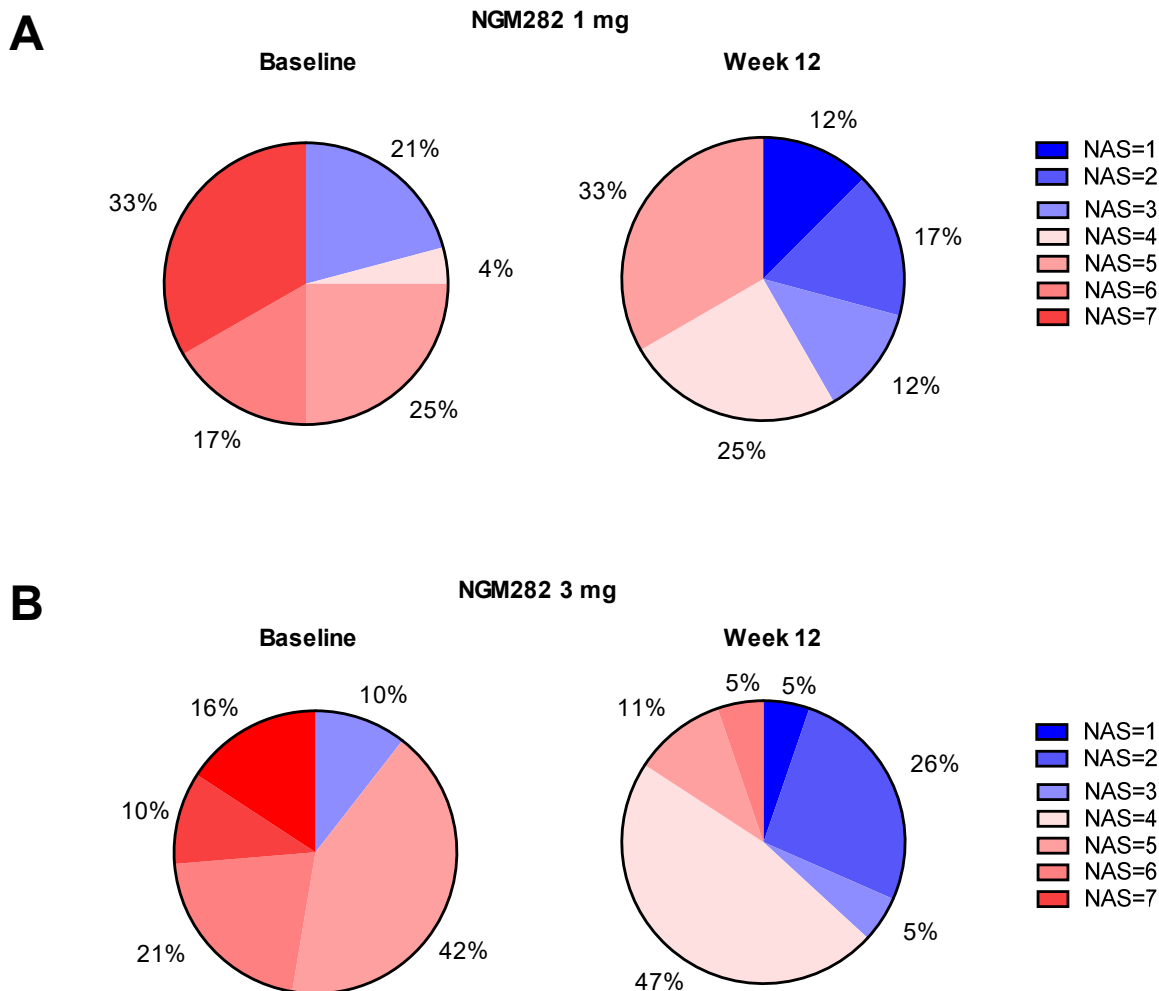 A
NGM282 1 mg
Baseline
Week 12
21%
4%
25%
17%
33%
12%
17%
12%
25%
33%
NAS=1
NAS=2
NAS=3
NAS=4
NAS=5
NAS=6
NAS=7
B
NGM282 3 mg
Baseline
Week 12
10%
42%
21%
10%
16%
5%
26%
5%
47%
11%
5%
NAS=1
NAS=2
NAS=3
NAS=4
NAS=5
NAS=6
NAS=7